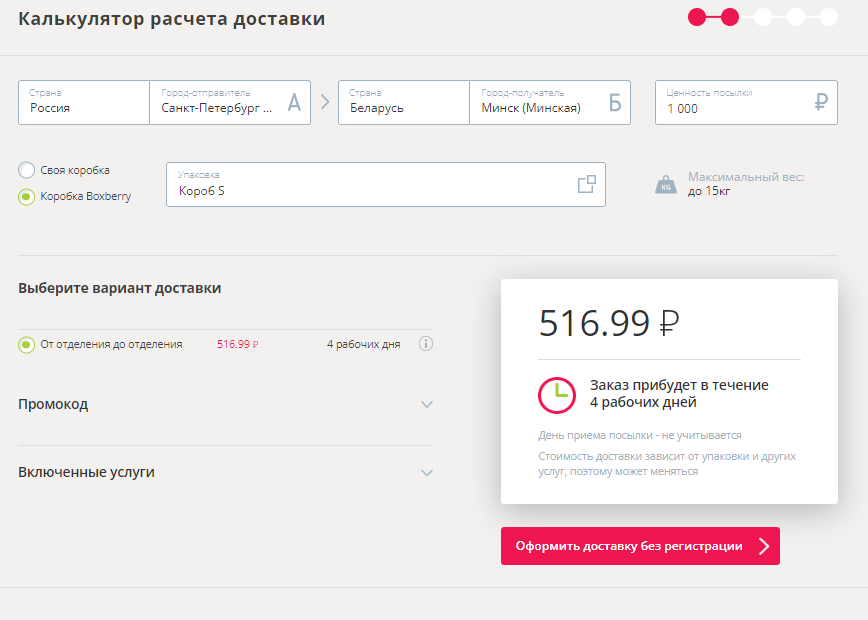 Калькулятор расчета доставки
Страна
Россия
Город-отправитель
Санкт-Петербург ...
А
Страна
Беларусь
Город-получатель
Минск (Минская)
Б
Ценность посылки
1 000
₽
Своя коробка
Коробка Boxberry
Упаковка
Короб S
KG
Максимальный вес:
до 15кг
Выберите вариант доставки
От отделения до отделения 516.99 ₽ 4 рабочих дня
Промокод
Включенные услуги
516.99 ₽
Заказ прибудет в течение
4 рабочих дней
День приема посылки - не учитывается
Стоимость доставки зависит от упаковки и других
услуг, поэтому может меняться
Оформить доставку без регистрации